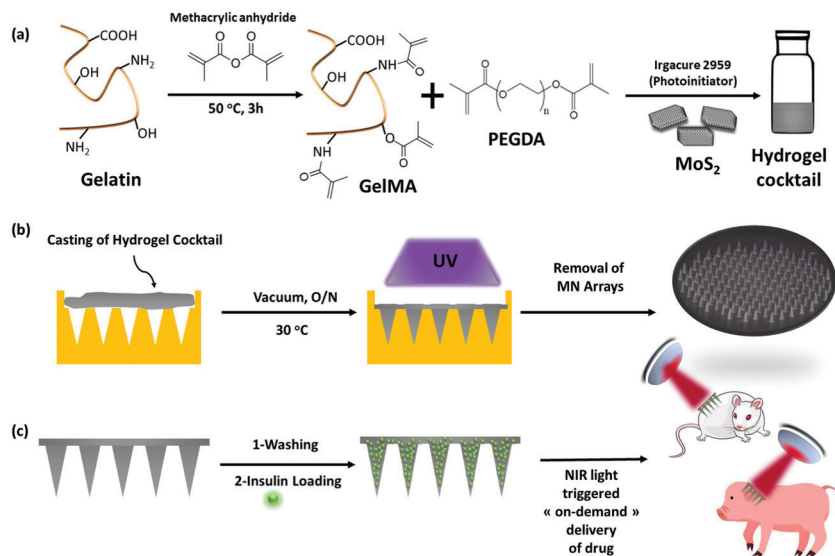 (a)
COOH
NH2
OH
OH
NH2
Gelatin
Methacrylic anhydride
O
O
O
50 °C, 3h
COOH
NH
O
OH
O
O
NH
O
GelMA
+
O
O
O
O
n
PEGDA
Irgacure 2959
(Photoinitiator)
MoS2
Hydrogel
cocktail
(b)
Casting of Hydrogel Cocktail
Vacuum, O/N
30 °C
UV
Removal of
MN Arrays
(c)
1-Washing
2-Insulin Loading
NIR light
triggered
« on-demand »
delivery
of drug